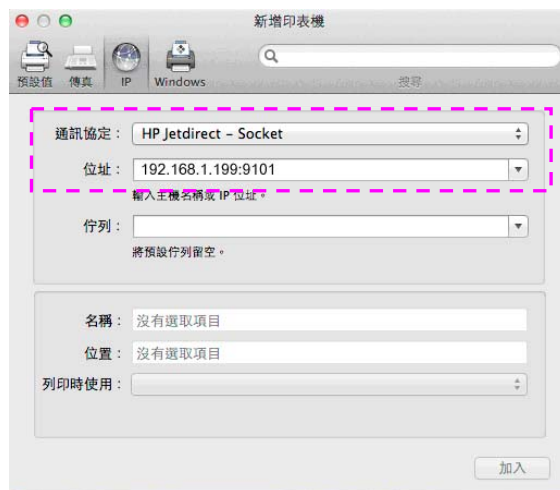 新增印表機
預設值 傳真 IP Windows 搜尋
通訊協定： HP Jetdirect – Socket
位址： 192.168.1.199:9101
輸入主機名稱或 IP 位址。
佇列：
將預設佇列留空。
名稱： 沒有選取項目
位置： 沒有選取項目
列印時使用：
加入